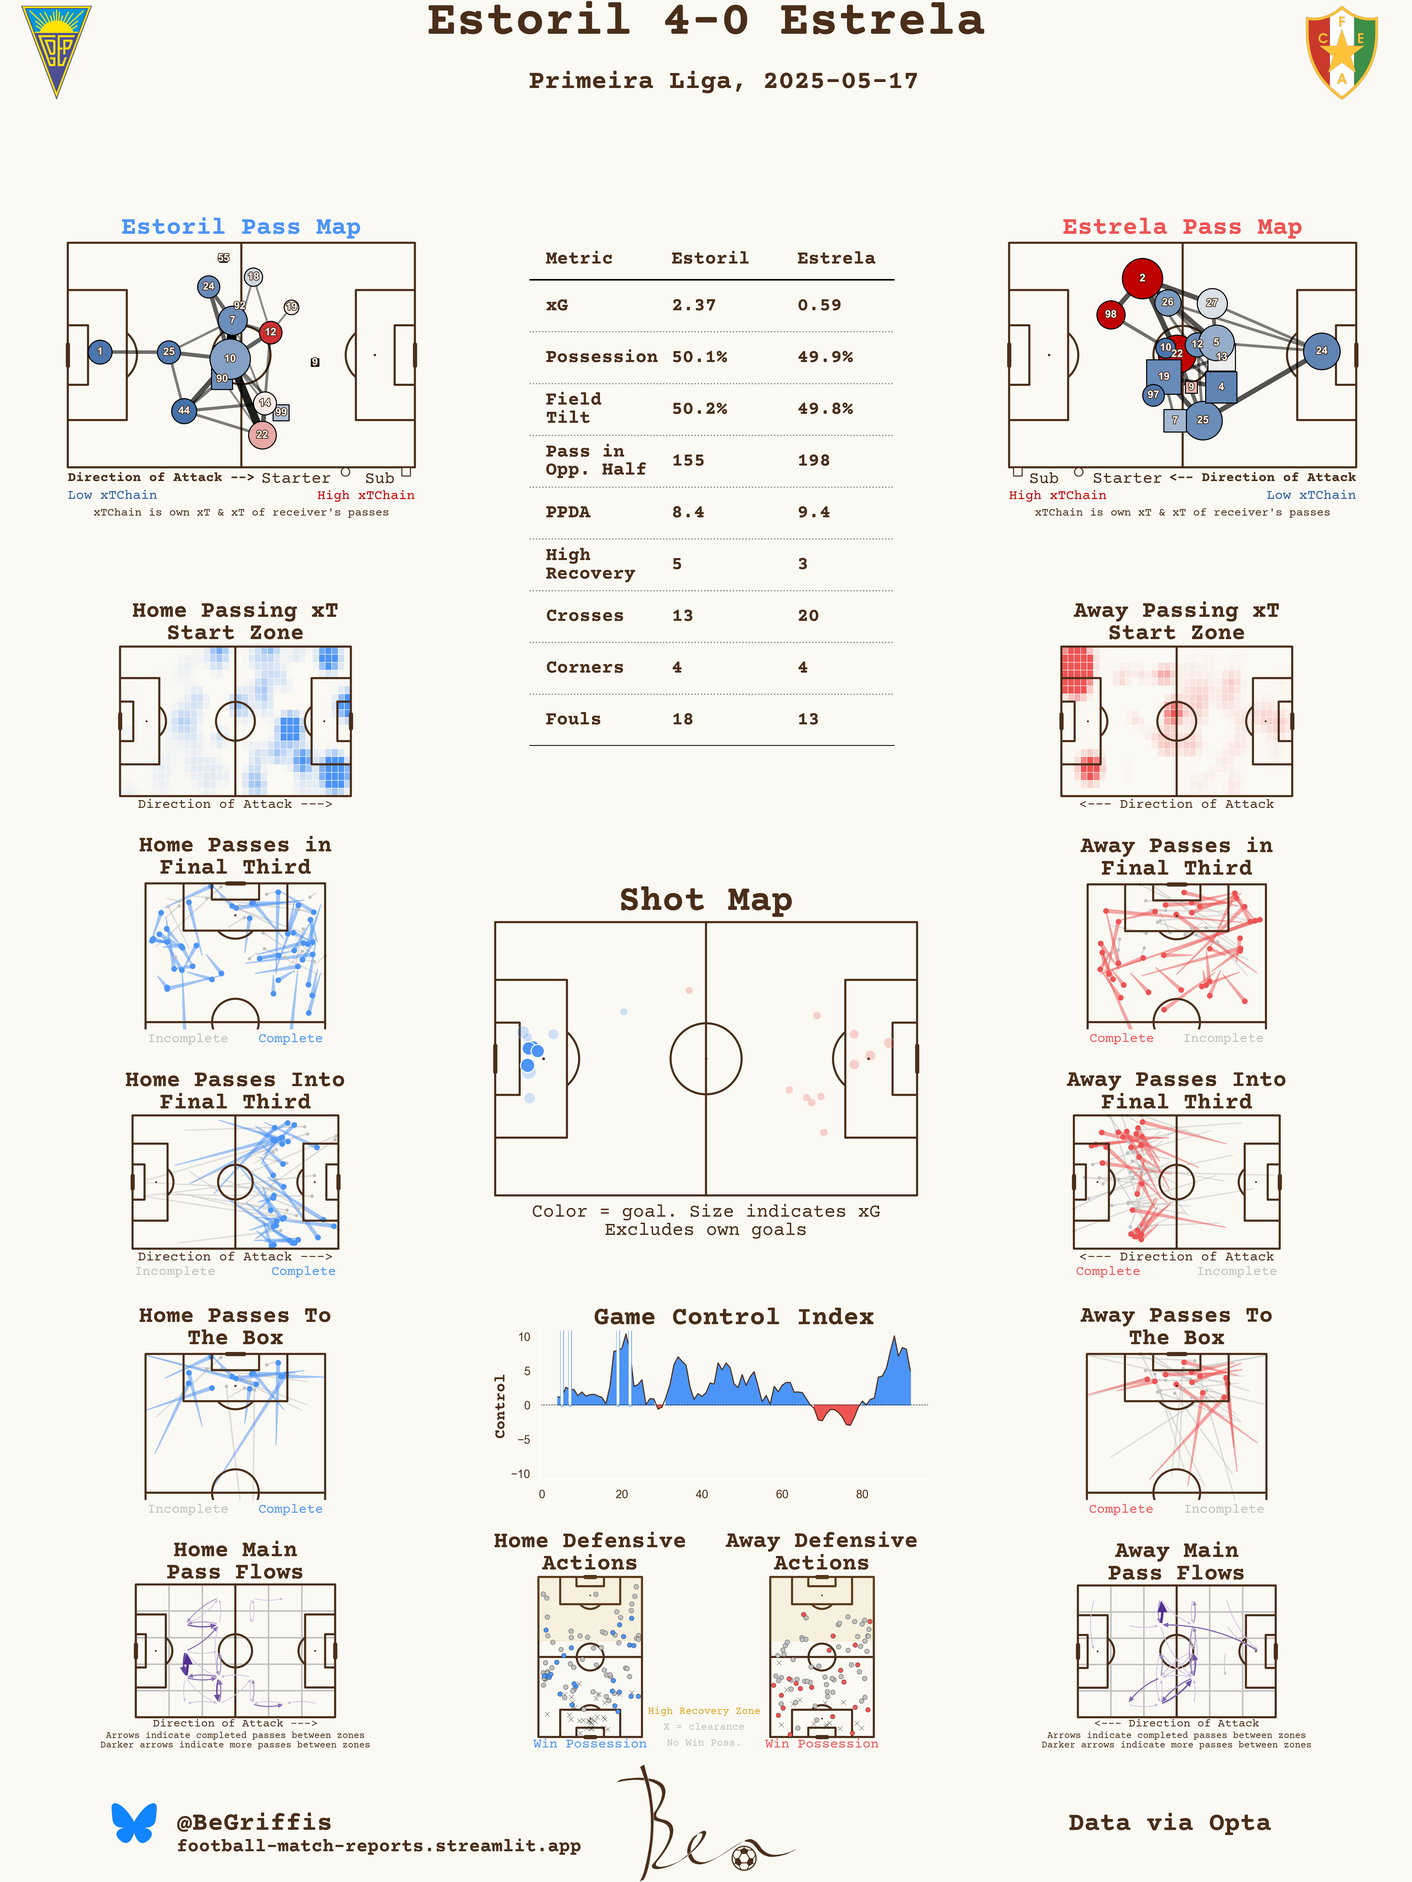 Estoril 4-0 Estrela
Primeira Liga, 2025-05-17
F
C E
A
Estoril Pass Map
55
18
24
92
19
7
12
1
25
10
9
90
44
14
99
22
Direction of Attack --> Starter Sub
Low xTChain High xTChain
xTChain is own xT & xT of receiver's passes
Metric Estoril Estrela
xG 2.37 0.59
Possession 50.1% 49.9%
Field
Tilt 50.2% 49.8%
Pass in
Opp. Half 155 198
PPDA 8.4 9.4
High
Recovery 5 3
Crosses 13 20
Corners 4 4
Fouls 18 13
Estrela Pass Map
2
26
27
98
10
12
5
22
13
24
19
9
4
97
7
25
Sub Starter <-- Direction of Attack
High xTChain Low xTChain
xTChain is own xT & xT of receiver's passes
Home Passing xT
Start Zone
Direction of Attack --->
Away Passing xT
Start Zone
<--- Direction of Attack
Home Passes in
Final Third
Incomplete Complete
Away Passes in
Final Third
Complete Incomplete
Shot Map
Color = goal. Size indicates xG
Excludes own goals
Home Passes Into
Final Third
Direction of Attack --->
Incomplete Complete
Away Passes Into
Final Third
<--- Direction of Attack
Complete Incomplete
Home Passes To
The Box
Incomplete Complete
Game Control Index
Control
10
5
0
−5
−10
0 20 40 60 80
Away Passes To
The Box
Complete Incomplete
Home Main
Pass Flows
Direction of Attack --->
Arrows indicate completed passes between zones
Darker arrows indicate more passes between zones
Home Defensive
Actions
Win Possession
High Recovery Zone
X = clearance
No Win Poss.
Away Defensive
Actions
Win Possession
Away Main
Pass Flows
<--- Direction of Attack
Arrows indicate completed passes between zones
Darker arrows indicate more passes between zones
@BeGriffis
football-match-reports.streamlit.app
Ben
Data via Opta